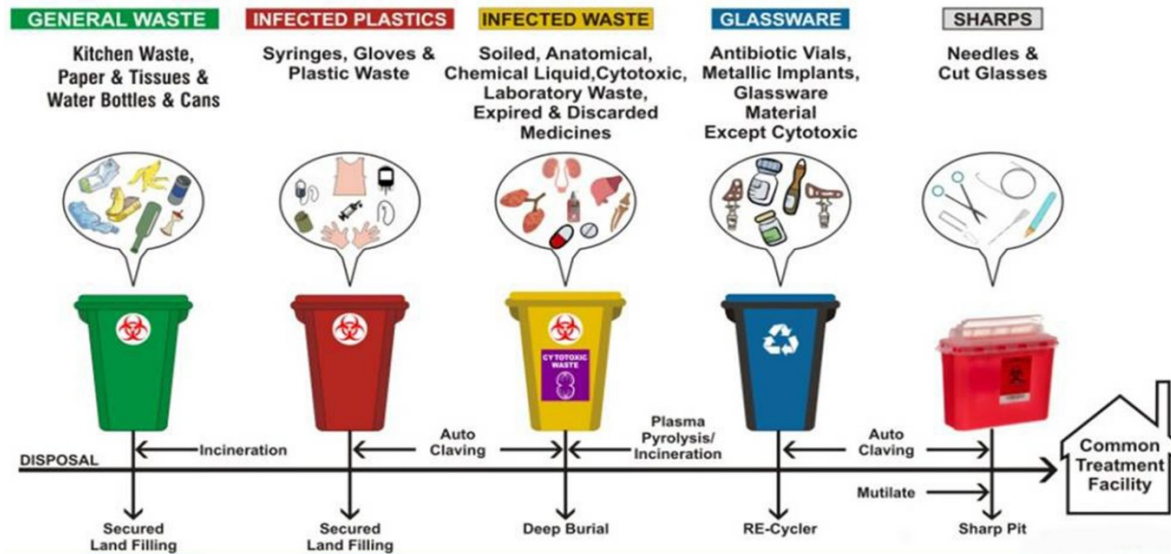 GENERAL WASTE
Kitchen Waste,
Paper & Tissues &
Water Bottles & Cans
INFECTED PLASTICS
Syringes, Gloves &
Plastic Waste
INFECTED WASTE
Soiled, Anatomical,
Chemical Liquid,Cytotoxic,
Laboratory Waste,
Expired & Discarded
Medicines
GLASSWARE
Antibiotic Vials,
Metallic Implants,
Glassware
Material
Except Cytotoxic
SHARPS
Needles &
Cut Glasses
CYTOTOXIC
WASTE
DISPOSAL
Incineration
Auto
Claving
Plasma
Pyrolysis/
Incineration
Auto
Claving
Mutilate
Common
Treatment
Facility
Secured
Land Filling
Secured
Land Filling
Deep Burial
RE-Cycler
Sharp Pit